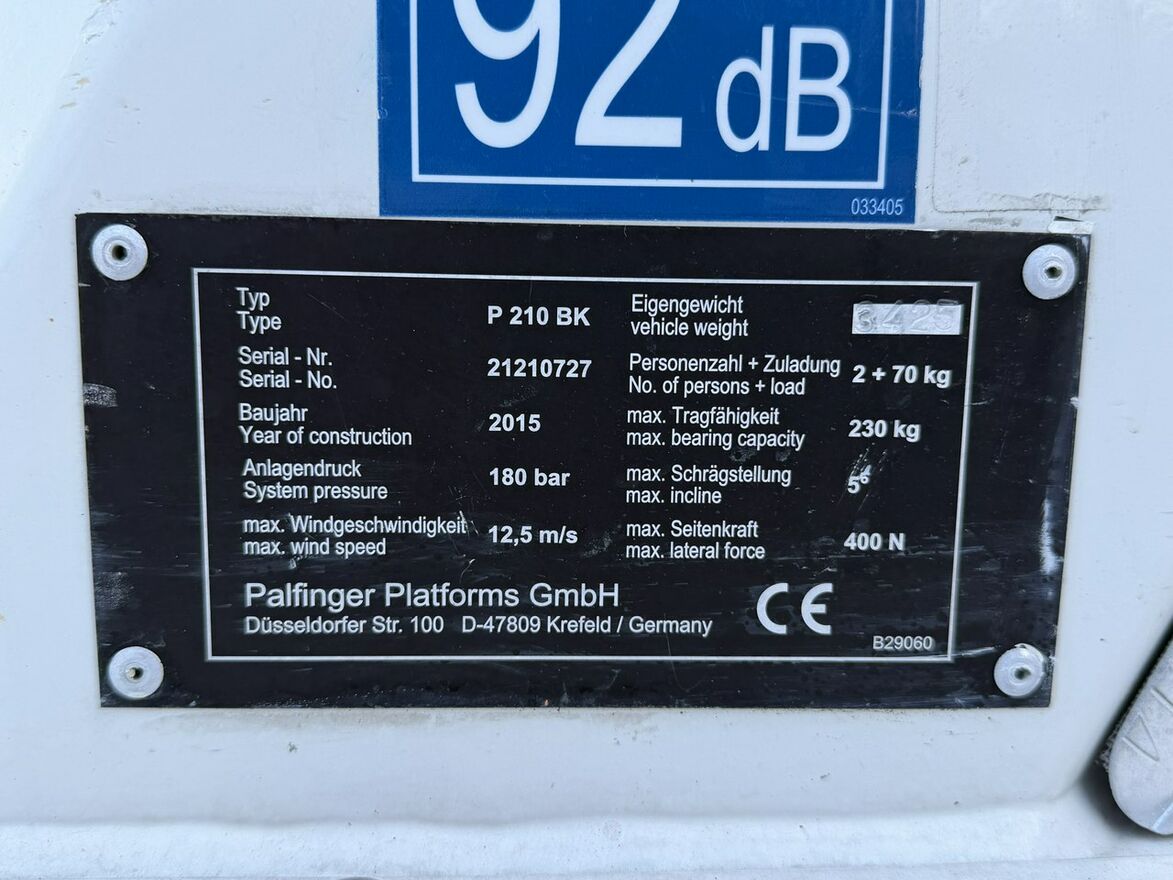 92 dB
033405
Typ
Type
P 210 BK
Serial - Nr.
Serial - No.
21210727
Baujahr
Year of construction
2015
Anlagendruck
System pressure
180 bar
max. Windgeschwindigkeit
max. wind speed
12,5 m/s
Eigengewicht
vehicle weight
3425
Personenzahl + Zuladung
No. of persons + load
2 + 70 kg
max. Tragfähigkeit
max. bearing capacity
230 kg
max. Schrägstellung
max. incline
max. Seitenkraft
max. lateral force
400 N
Palfinger Platforms GmbH
Düsseldorfer Str. 100 D-47809 Krefeld / Germany
CE
B29060